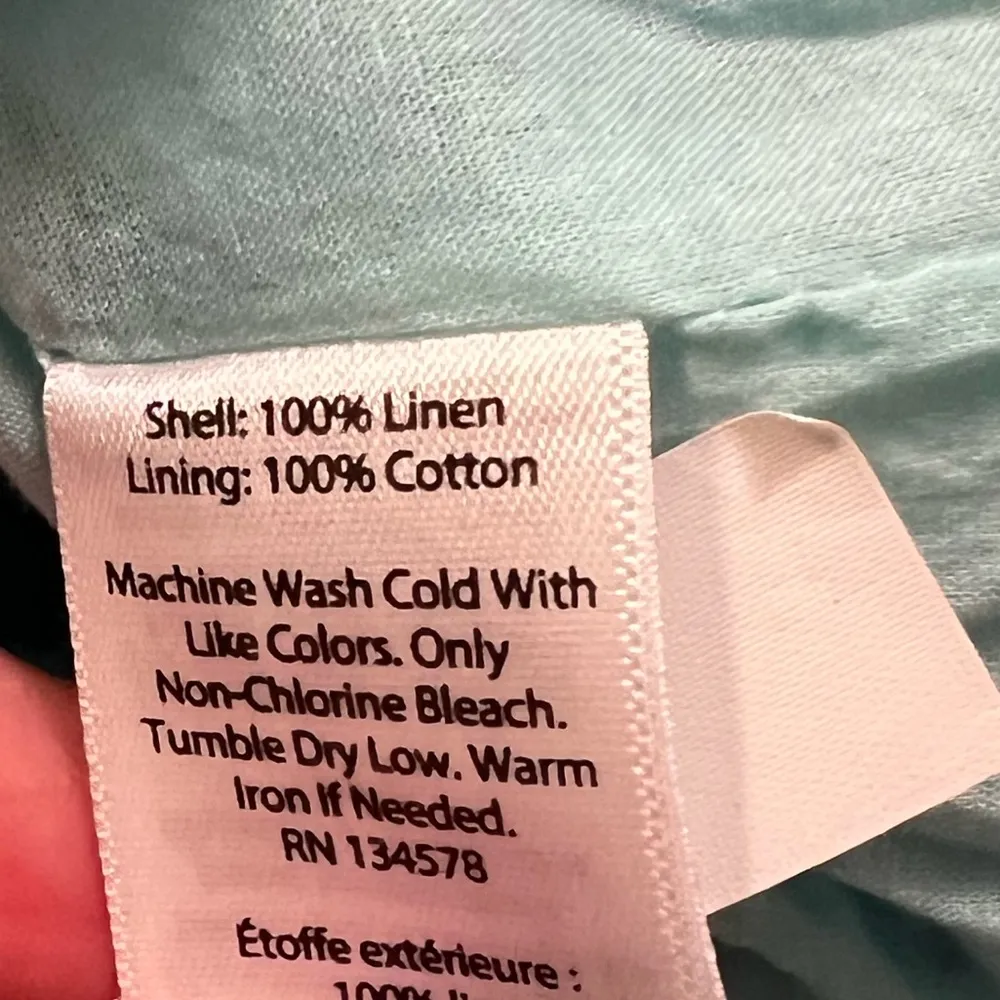 Shell: 100% Linen
Lining: 100% Cotton
Machine Wash Cold With
Like Colors. Only
Non-Chlorine Bleach.
Tumble Dry Low. Warm
Iron If Needed.
RN 134578
Étoffe extérieure :
100%